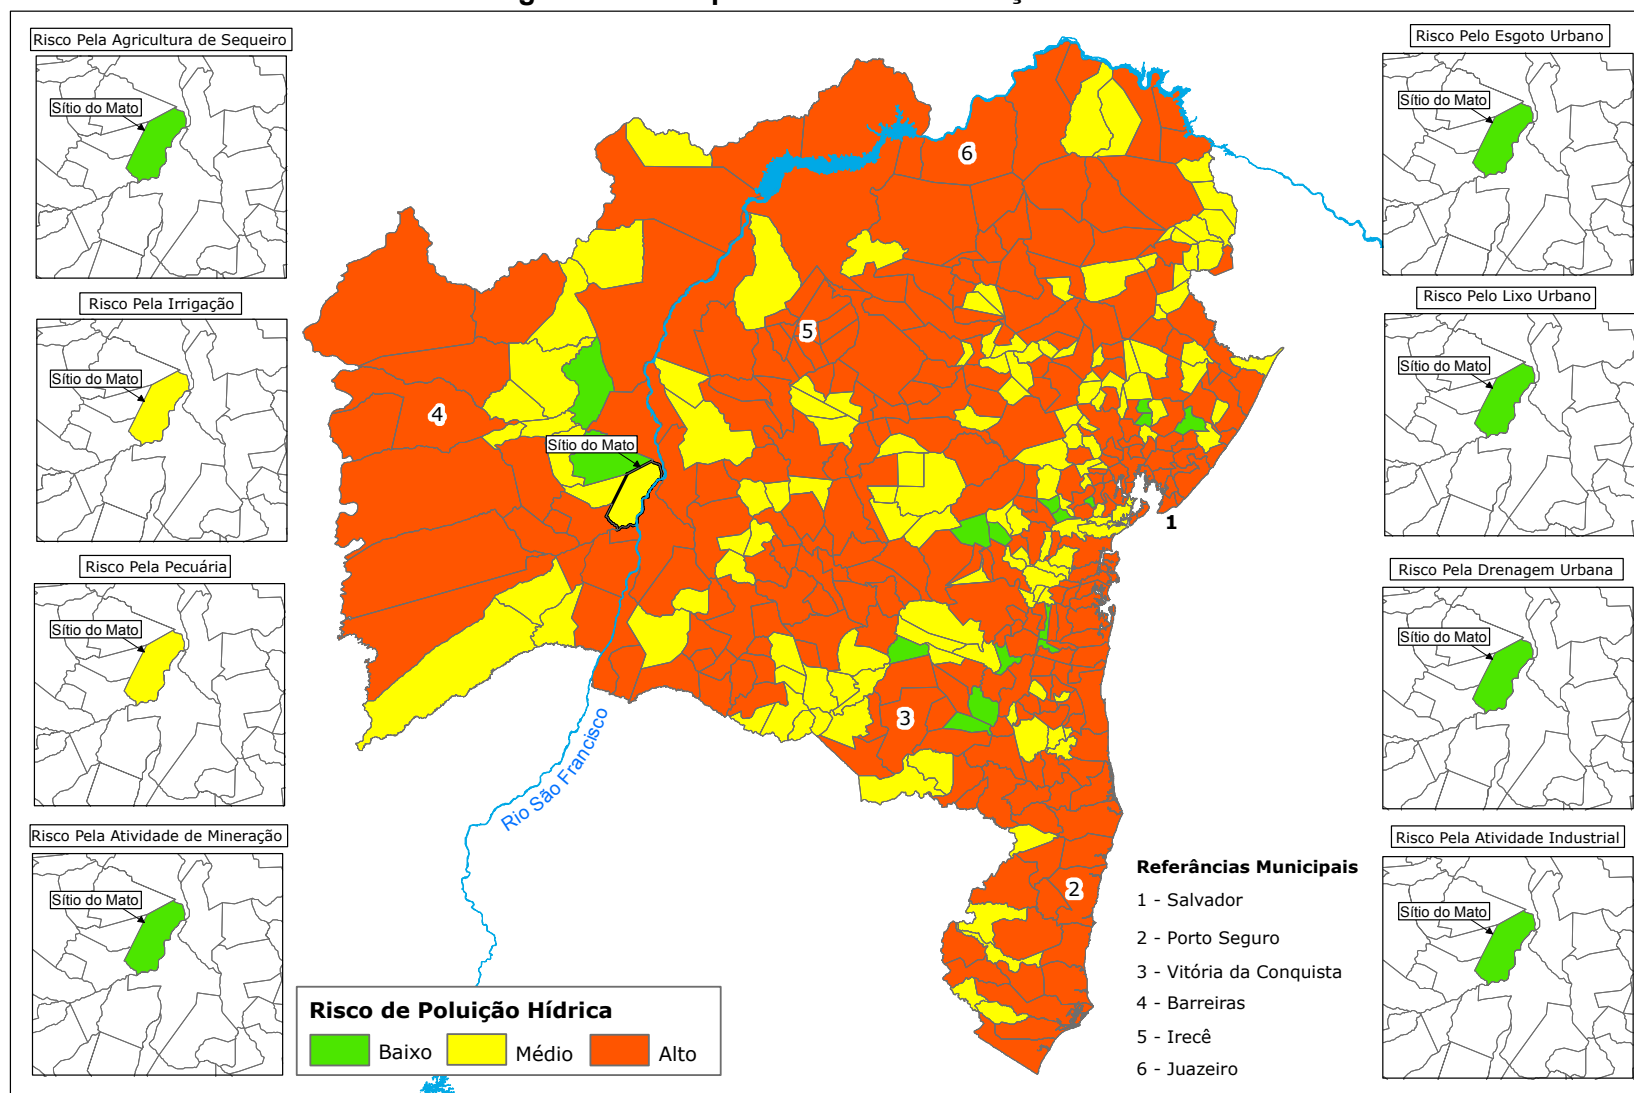 Risco Pela Agricultura de Sequeiro
Sítio do Mato
Risco Pela Irrigação
Sítio do Mato
Risco Pela Pecuária
Sítio do Mato
Risco Pela Atividade de Mineração
Sítio do Mato
6
5
4
Sítio do Mato
1
3
2
Rio São Francisco
Risco de Poluição Hídrica
Baixo
Médio
Alto
Referâncias Municipais
1 - Salvador
2 - Porto Seguro
3 - Vitória da Conquista
4 - Barreiras
5 - Irecê
6 - Juazeiro
Risco Pelo Esgoto Urbano
Sítio do Mato
Risco Pelo Lixo Urbano
Sítio do Mato
Risco Pela Drenagem Urbana
Sítio do Mato
Risco Pela Atividade Industrial
Sítio do Mato